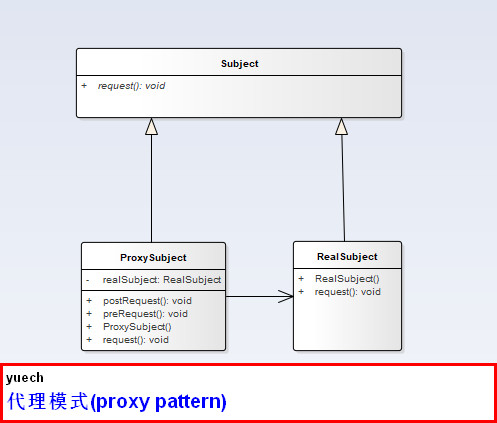 Subject
+ request(): void
ProxySubject
- realSubject: RealSubject
+ postRequest(): void
+ preRequest(): void
+ ProxySubject()
+ request(): void
RealSubject
+ RealSubject()
+ request(): void
yuech
代理模式(proxy pattern)